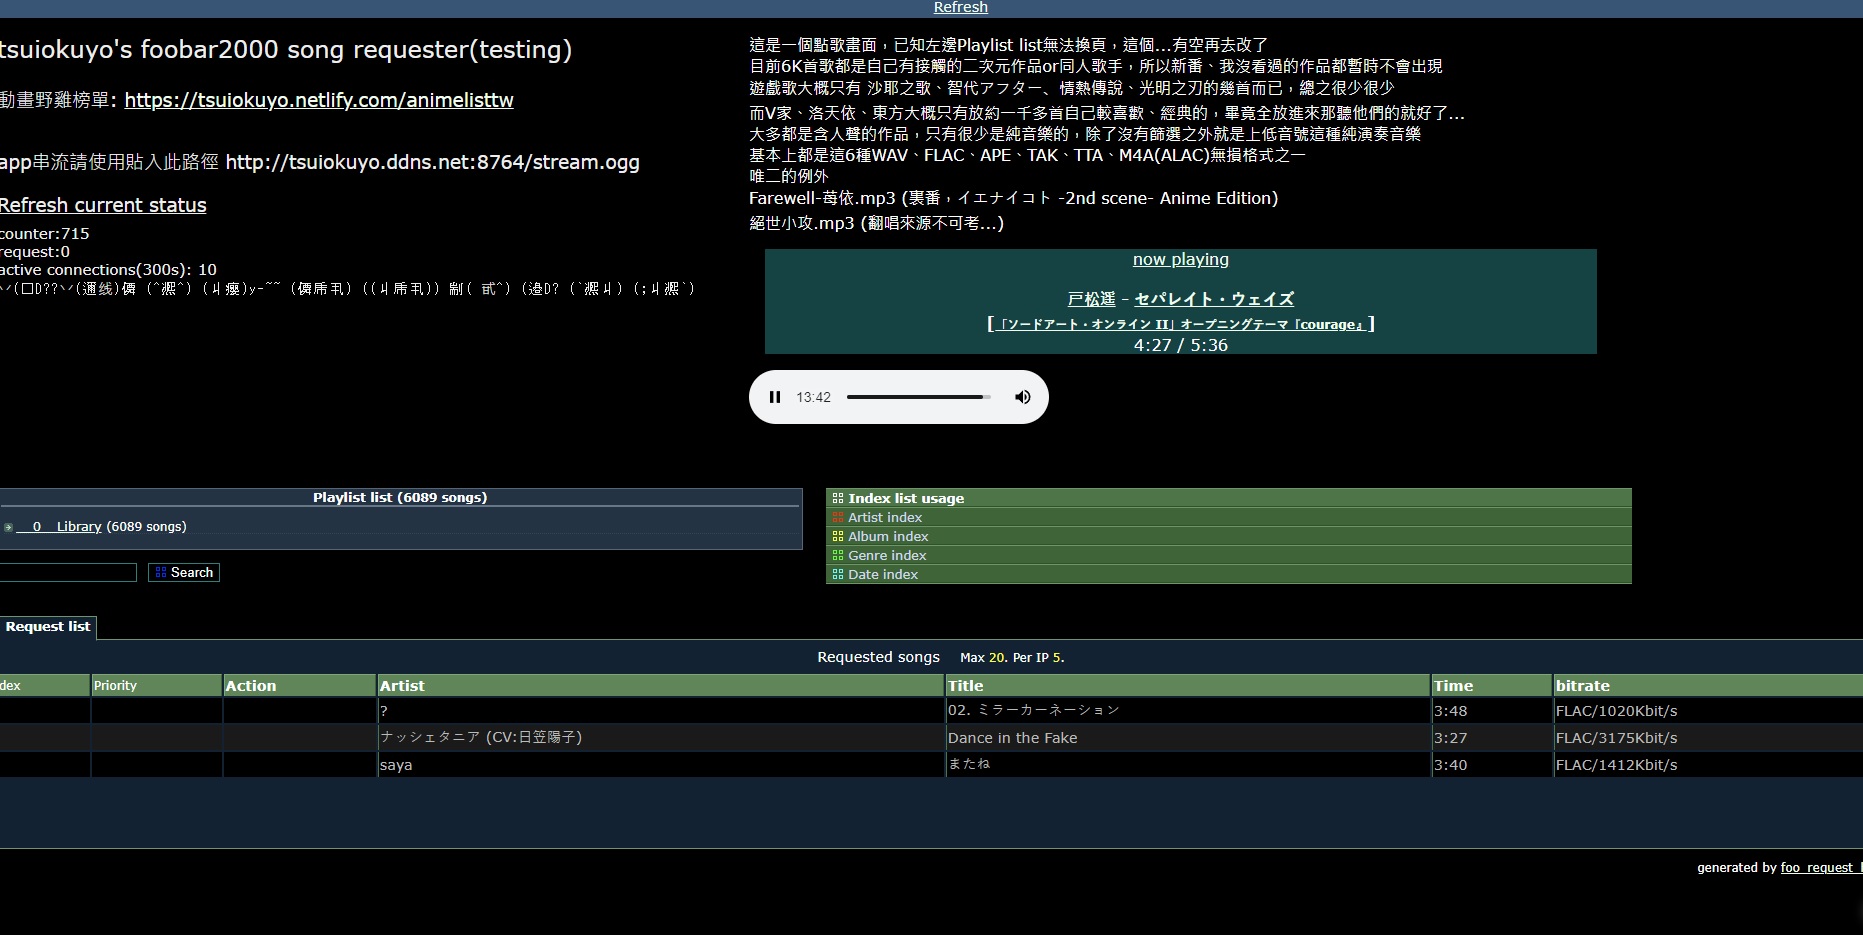 Refresh
tsuiokuyo's foobar2000 song requester(testing)
動畫野雞榜單: https://tsuiokuyo.netlify.com/animelisttw
app串流請使用貼入此路徑 http://tsuiokuyo.ddns.net:8764/stream.ogg
Refresh current status
counter:715
request:0
active connections(300s): 10
這是一個點歌畫面，已知左邊Playlist list無法換頁，這個...有空再去改了
目前6K首歌都是自己有接觸的二次元作品or同人歌手，所以新番、我沒看過的作品都暫時不會出現
遊戲歌大概只有 沙耶之歌、智代アフター、情熱傳說、光明之刃的幾首而已，總之很少很少
而V家、洛天依、東方大概只有放約一千多首自己較喜歡、經典的，畢竟全放進來那聽他們的就好了...
大多都是含人聲的作品，只有很少是純音樂的，除了沒有篩選之外就是上低音號這種純演奏音樂
基本上都是這6種WAV、FLAC、APE、TAK、TTA、M4A(ALAC)無損格式之一
唯二的例外
Farewell-苺依.mp3 (裏番，イエナイコト -2nd scene- Anime Edition)
絕世小攻.mp3 (翻唱來源不可考...)
now playing
戸松遥 - セパレイト・ウェイズ
[「ソードアート・オンライン II」オープニングテーマ「courage」]
4:27 / 5:36
13:42
Playlist list (6089 songs)
0 Library (6089 songs)
Search
Index list usage
Artist index
Album index
Genre index
Date index
Request list
Requested songs Max 20. Per IP 5.
dex Priority Action Artist Title Time bitrate
? 02. ミラーカーネーション 3:48 FLAC/1020Kbit/s
ナッシェタニア (CV:日笠陽子) Dance in the Fake 3:27 FLAC/3175Kbit/s
saya またね 3:40 FLAC/1412Kbit/s
generated by foo_request_